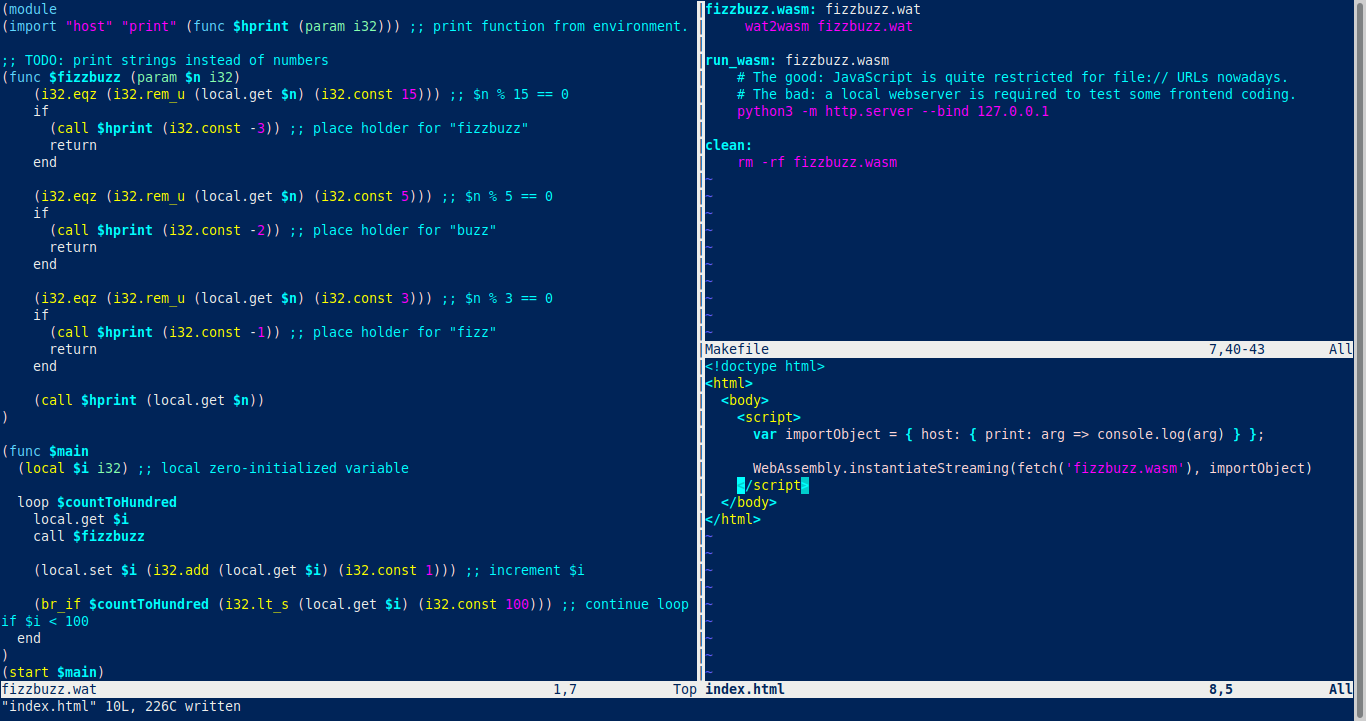 (module
(import "host" "print" (func $hprint (param i32))) ;; print function from environment.

;; TODO: print strings instead of numbers
(func $fizzbuzz (param $n i32)
    (i32.eqz (i32.rem_u (local.get $n) (i32.const 15))) ;; $n % 15 == 0
    if
      (call $hprint (i32.const -3)) ;; place holder for "fizzbuzz"
      return
    end

    (i32.eqz (i32.rem_u (local.get $n) (i32.const 5))) ;; $n % 5 == 0
    if
      (call $hprint (i32.const -2)) ;; place holder for "buzz"
      return
    end

    (i32.eqz (i32.rem_u (local.get $n) (i32.const 3))) ;; $n % 3 == 0
    if
      (call $hprint (i32.const -1)) ;; place holder for "fizz"
      return
    end

    (call $hprint (local.get $n))
)

(func $main
  (local $i i32) ;; local zero-initialized variable

  loop $countToHundred
    local.get $i
    call $fizzbuzz

    (local.set $i (i32.add (local.get $i) (i32.const 1))) ;; increment $i

    (br_if $countToHundred (i32.lt_s (local.get $i) (i32.const 100))) ;; continue loop
if $i < 100
  end
)
(start $main)
fizzbuzz.wat 1,7 Top
fizzbuzz.wasm: fizzbuzz.wat
     wat2wasm fizzbuzz.wat

run_wasm: fizzbuzz.wasm
    # The good: JavaScript is quite restricted for file:// URLs nowadays.
    # The bad: a local webserver is required to test some frontend coding.
    python3 -m http.server --bind 127.0.0.1

clean:
    rm -rf fizzbuzz.wasm
~
~
~
~
~
~
~
~
~
~
Makefile 7,40-43 All
<!doctype html>
<html>
  <body>
    <script>
      var importObject = { host: { print: arg => console.log(arg) } };

      WebAssembly.instantiateStreaming(fetch('fizzbuzz.wasm'), importObject)
    </script>
  </body>
</html>
~
~
~
~
~
~
~
~
~
index.html 8,5 All
"index.html" 10L, 226C written